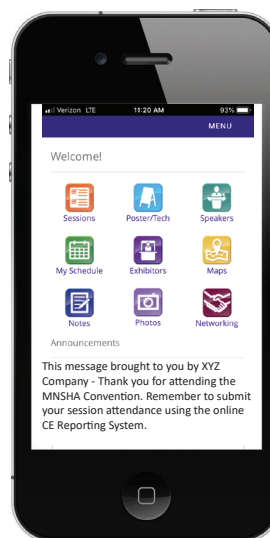 Verizon LTE 11:20 AM 93%
MENU
Welcome!
Sessions Poster/Tech Speakers
My Schedule Exhibitors Maps
Notes Photos Networking
Announcements
This message brought to you by XYZ
Company - Thank you for attending the
MNSHA Convention. Remember to submit
your session attendance using the online
CE Reporting System.